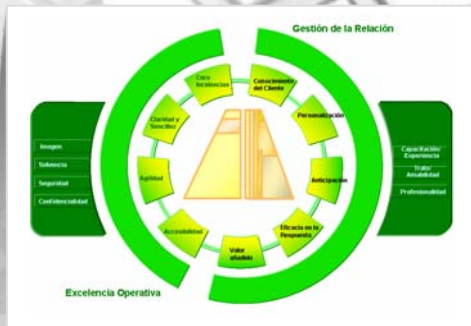 Gestión de la Relación
Cero
Incidencias
Conocimiento
del Cliente
Claridad y
Sencillez
Personalización
Imagen
Solvencia
Seguridad
Confidencialidad
Agilidad
Anticipación
Capacitación/
Experiencia
Trato/
Amabilidad
Profesionalidad
Accesibilidad
Valor
añadido
Eficacia en la
Respuesta
Excelencia Operativa